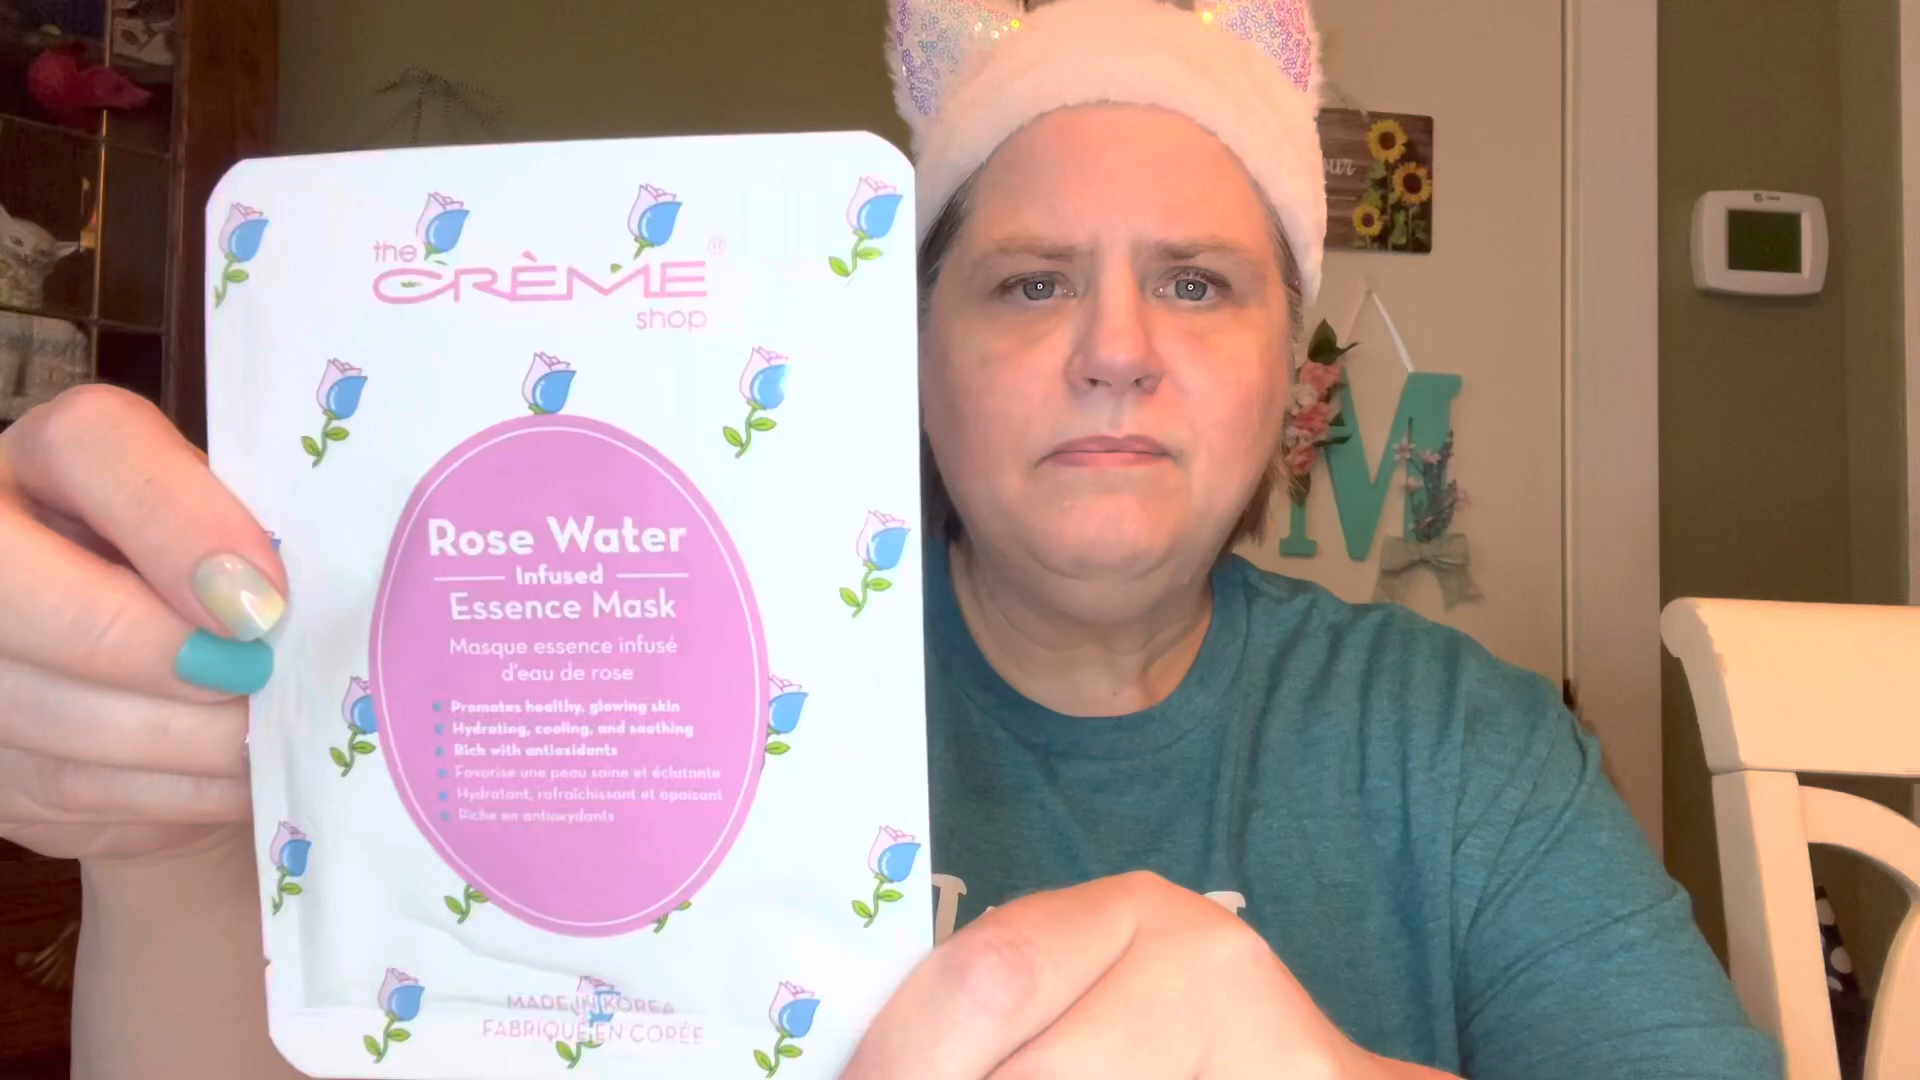 the
CRÈME®
shop
Rose Water
Infused
Essence Mask
Masque essence infusé
d'eau de rose
Promotes healthy, glowing skin
Hydrating, cooling, and soothing
Rich with antioxidants
Favorise une peau saine et éclatante
Hydratant, rafraîchissant et apaisant
Riche en antioxydants
MADE IN KOREA
FABRIQUÉ EN CORÉE
M